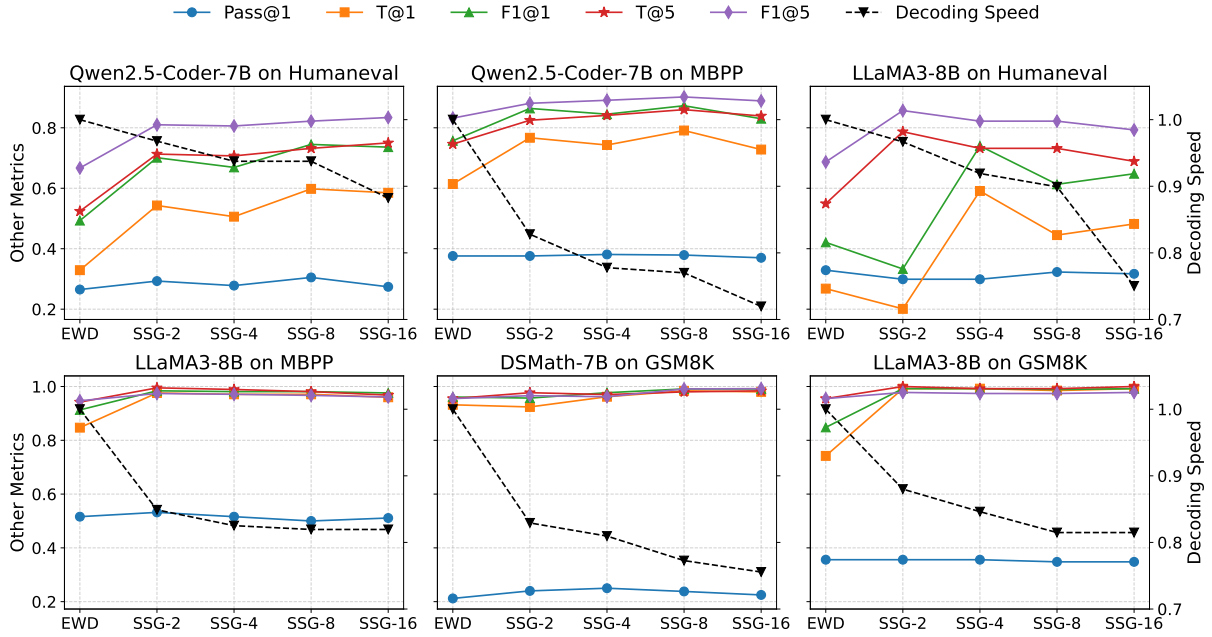 Pass@1 T@1 F1@1 T@5 F1@5 Decoding Speed
Qwen2.5-Coder-7B on Humaneval Qwen2.5-Coder-7B on MBPP LLaMA3-8B on Humaneval
Other Metrics
0.8
0.6
0.4
0.2
1.0
0.9
0.8
0.7
Decoding Speed
EWD SSG-2 SSG-4 SSG-8 SSG-16 EWD SSG-2 SSG-4 SSG-8 SSG-16 EWD SSG-2 SSG-4 SSG-8 SSG-16
LLaMA3-8B on MBPP DSMath-7B on GSM8K LLaMA3-8B on GSM8K
Other Metrics
1.0
0.8
0.6
0.4
0.2
1.0
0.9
0.8
0.7
Decoding Speed
EWD SSG-2 SSG-4 SSG-8 SSG-16 EWD SSG-2 SSG-4 SSG-8 SSG-16 EWD SSG-2 SSG-4 SSG-8 SSG-16